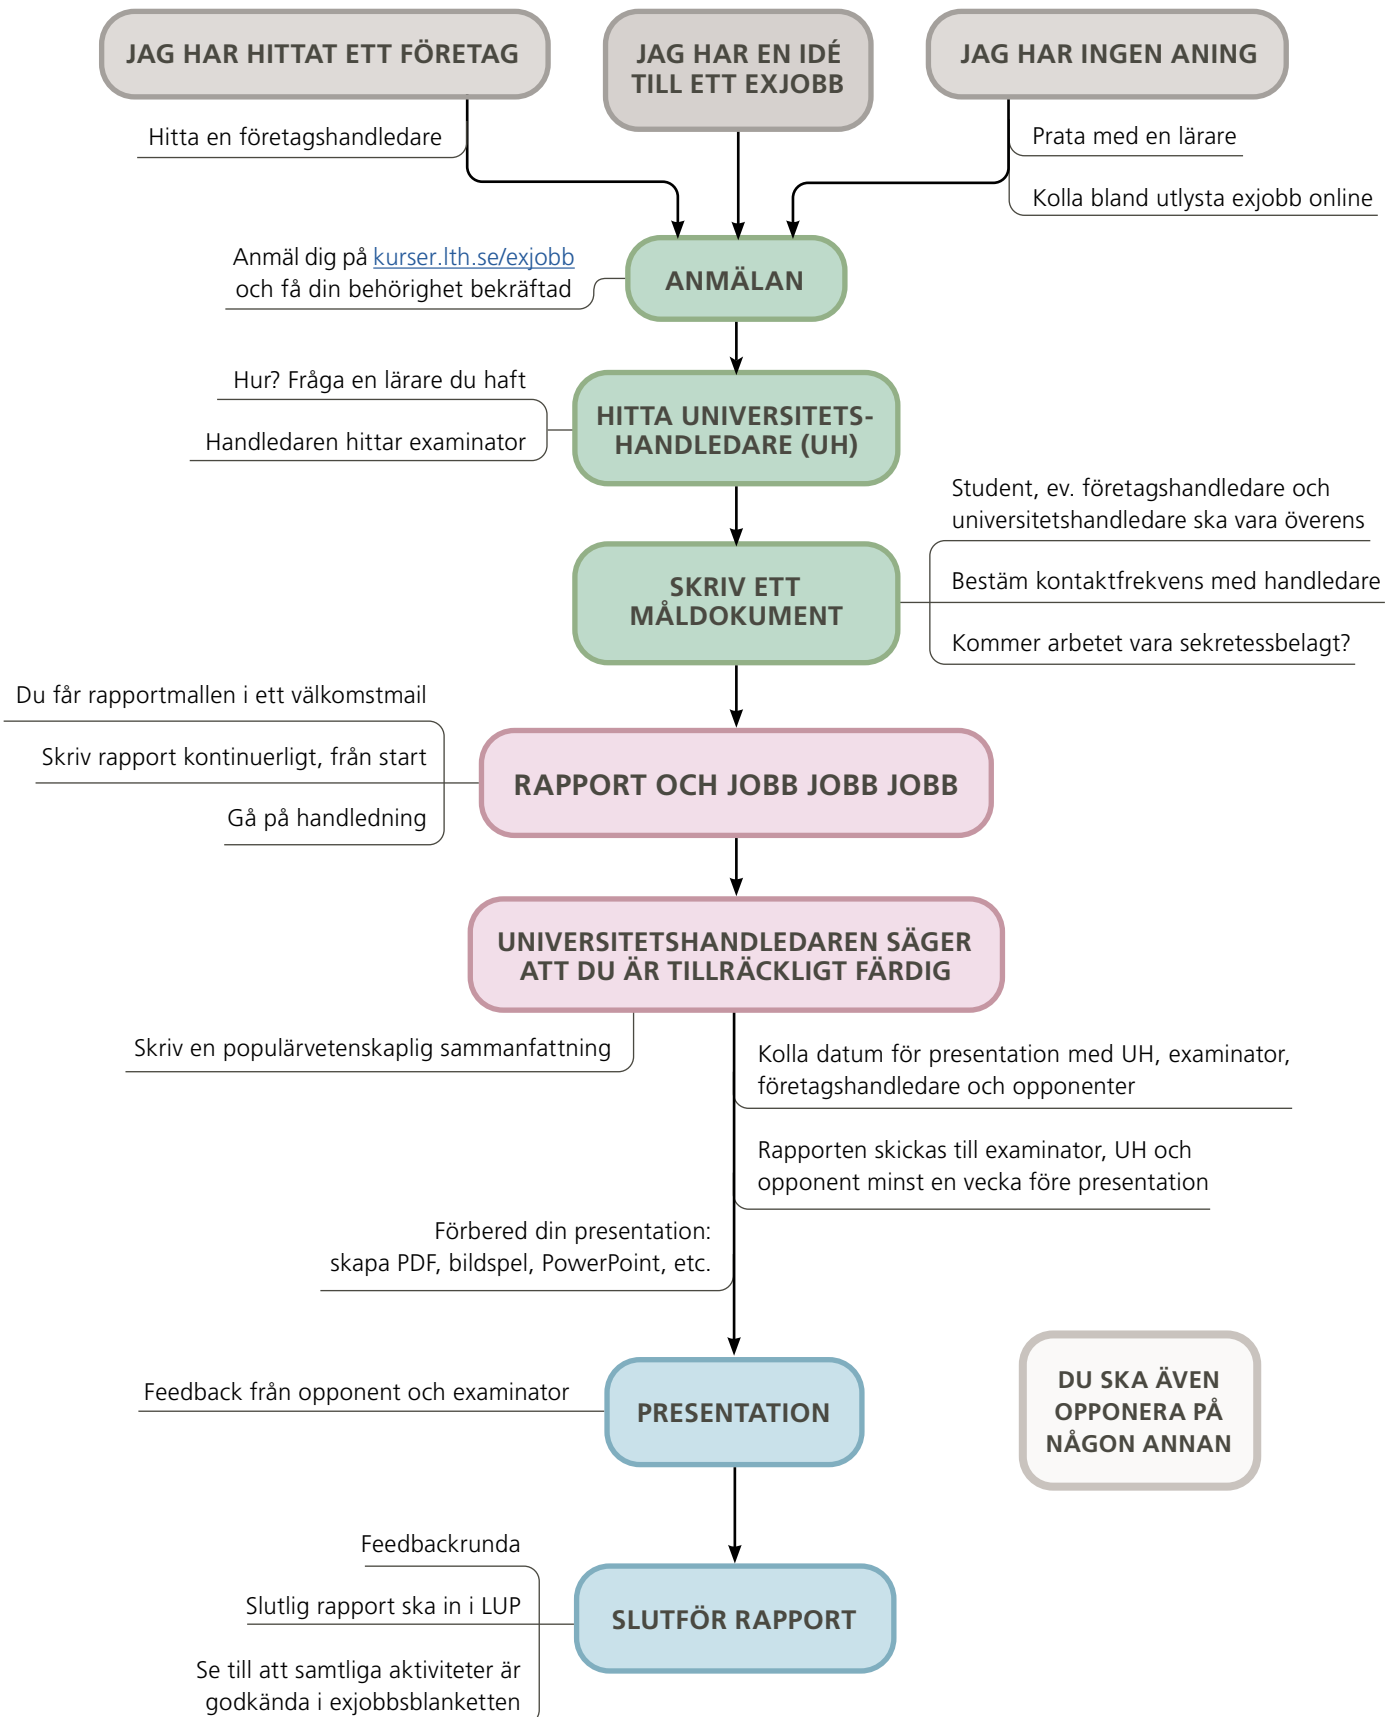 JAG HAR HITTAT ETT FÖRETAG
JAG HAR EN IDÉ
TILL ETT EXJOBB
JAG HAR INGEN ANING
Hitta en företagshandledare
Prata med en lärare
Kolla bland utlysta exjobb online
Anmäl dig på kurser.lth.se/exjobb
och få din behörighet bekräftad
ANMÄLAN
Hur? Fråga en lärare du haft
Handledaren hittar examinator
HITTA UNIVERSITETS-
HANDLEDARE (UH)
Student, ev. företagshandledare och
universitetshandledare ska vara överens
Bestäm kontaktfrekvens med handledare
Kommer arbetet vara sekretessbelagt?
SKRIV ETT
MÅLDOKUMENT
Du får rapportmallen i ett välkomstmail
Skriv rapport kontinuerligt, från start
Gå på handledning
RAPPORT OCH JOBB JOBB JOBB
UNIVERSITETSHANDLEDAREN SÄGER
ATT DU ÄR TILLRÄCKLIGT FÄRDIG
Skriv en populärvetenskaplig sammanfattning
Kolla datum för presentation med UH, examinator,
företagshandledare och opponenter
Rapporten skickas till examinator, UH och
opponent minst en vecka före presentation
Förbered din presentation:
skapa PDF, bildspel, PowerPoint, etc.
Feedback från opponent och examinator
PRESENTATION
DU SKA ÄVEN
OPPONERA PÅ
NÅGON ANNAN
Feedbackrunda
Slutlig rapport ska in i LUP
Se till att samtliga aktiviteter är
godkända i exjobbsblanketten
SLUTFÖR RAPPORT